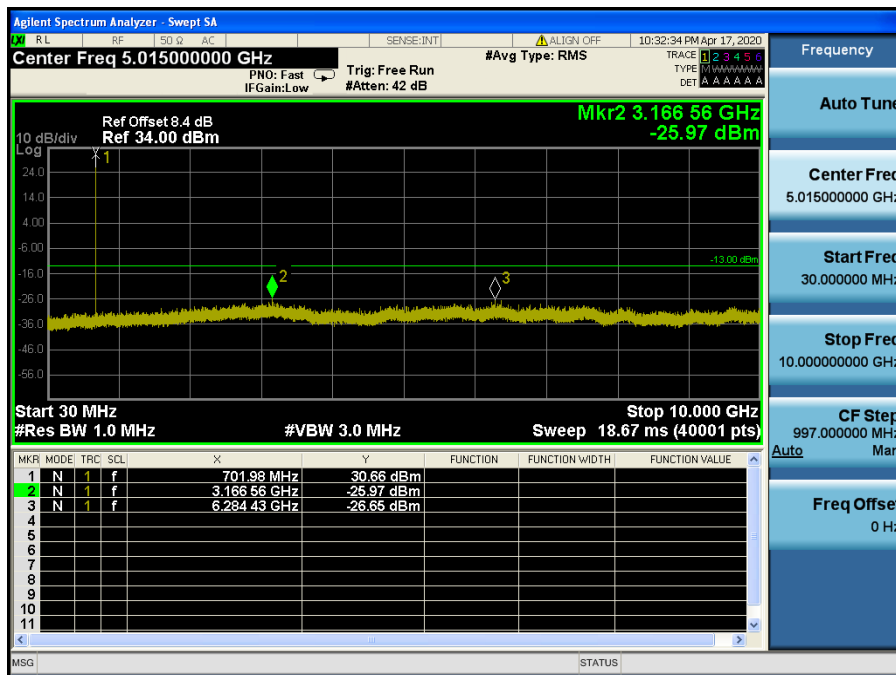 Agilent Spectrum Analyzer - Swept SA
LXI RL RF 50 Ω AC SENSE:INT ALIGN OFF 10:32:34 PM Apr 17, 2020
Center Freq 5.015000000 GHz
PNO: Fast
IFGain:Low
Trig: Free Run
#Atten: 42 dB
#Avg Type: RMS
TRACE 1 2 3 4 5 6
TYPE M WWWWW
DET A A A A A A
Frequency
Mkr2 3.166 56 GHz
-25.97 dBm
Ref Offset 8.4 dB
10 dB/div Ref 34.00 dBm
Log
1
24.0
14.0
4.00
-6.00
-13.00 dBm
-16.0
2
3
-26.0
-36.0
-46.0
-56.0
Start 30 MHz Stop 10.000 GHz
#Res BW 1.0 MHz #VBW 3.0 MHz Sweep 18.67 ms (40001 pts)
MKR MODE TRC SCL X Y FUNCTION FUNCTION WIDTH FUNCTION VALUE
1 N 1 f 701.98 MHz 30.66 dBm
2 N 1 f 3.166 56 GHz -25.97 dBm
3 N 1 f 6.284 43 GHz -26.65 dBm
4
5
6
7
8
9
10
11
MSG STATUS
Auto Tune
Center Freq
5.015000000 GHz
Start Freq
30.000000 MHz
Stop Freq
10.000000000 GHz
CF Step
997.000000 MHz
Auto Man
Freq Offset
0 Hz